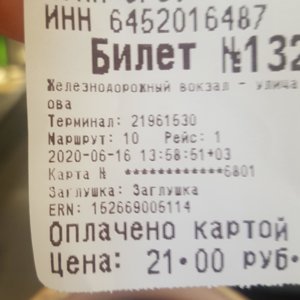 ИНН 6452016487
Билет №132
Железнодорожный вокзал - улица
ова
Терминал: 21961530
Маршрут: 10 Рейс: 1
2020-06-16 13:58:51+03
Карта № ************6801
Заглушка: Заглушка
ERN: 152669005114
Оплачено картой
Цена: 21.00 руб.